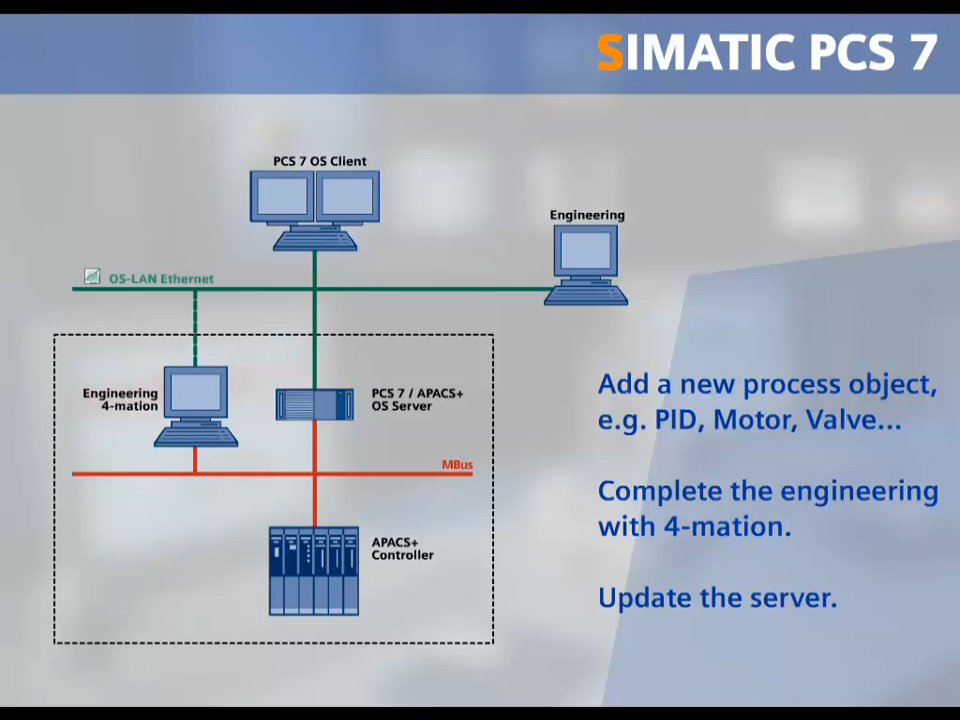 SIMATIC PCS 7
PCS 7 OS Client
Engineering
OS-LAN Ethernet
Engineering
4-mation
PCS 7 / APACS+
OS Server
MBus
APACS+
Controller
Add a new process object,
e.g. PID, Motor, Valve...
Complete the engineering
with 4-mation.
Update the server.